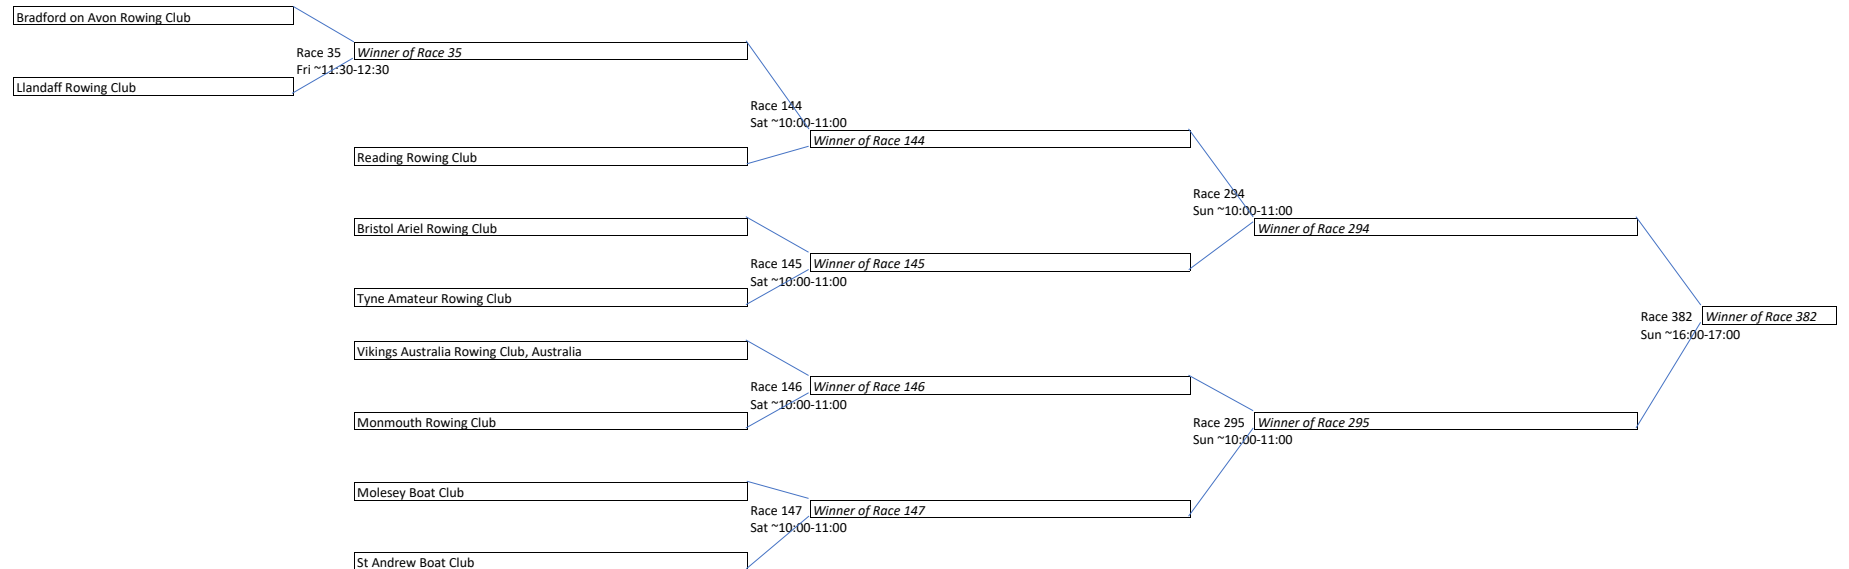 Bradford on Avon Rowing Club
Race 35
Winner of Race 35
Fri ~11:30-12:30
Llandaff Rowing Club
Race 144
Sat ~10:00-11:00
Winner of Race 144
Reading Rowing Club
Race 294
Sun ~10:00-11:00
Bristol Ariel Rowing Club
Winner of Race 294
Race 145
Winner of Race 145
Sat ~10:00-11:00
Tyne Amateur Rowing Club
Race 382
Winner of Race 382
Sun ~16:00-17:00
Vikings Australia Rowing Club, Australia
Race 146
Winner of Race 146
Sat ~10:00-11:00
Monmouth Rowing Club
Race 295
Winner of Race 295
Sun ~10:00-11:00
Molesey Boat Club
Race 147
Winner of Race 147
Sat ~10:00-11:00
St Andrew Boat Club